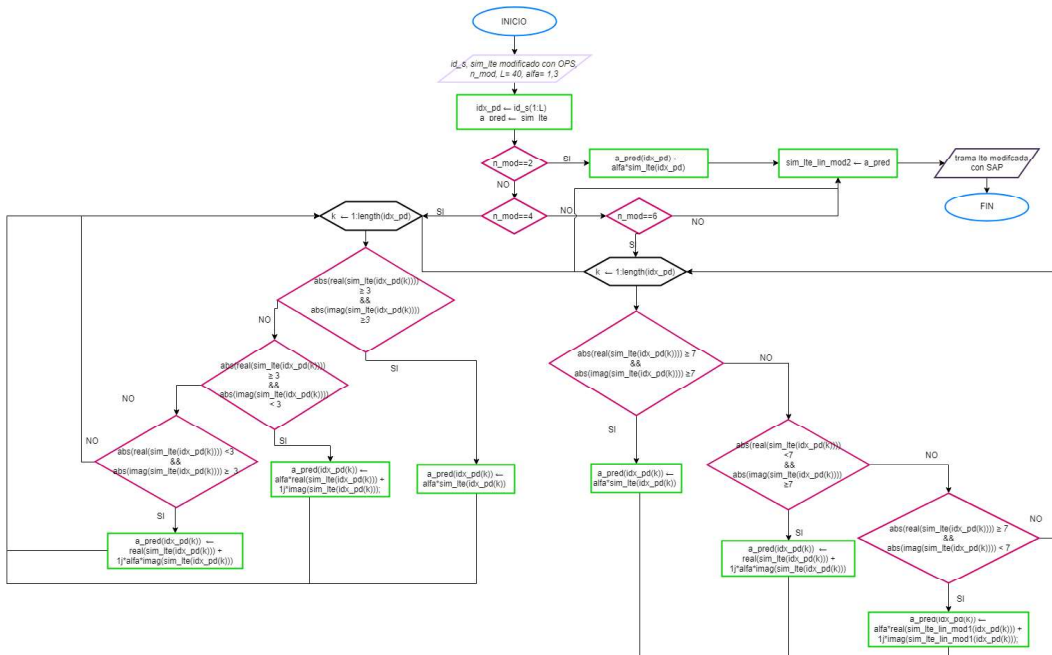 INICIO
id_s, sim_lte modificado con OPS,
n_mod, L= 40, alfa= 1,3
idx_pd ← id_s(1:L)
a_pred ← sim_lte
n_mod==2
SI
a_pred(idx_pd) -
alfa*sim_lte(idx_pd)
sim_lte_lin_mod2 ← a_pred
trama lte modifcada
con SAP
FIN
NO
n_mod==4
SI
NO
n_mod==6
NO
S
k ← 1:length(idx_pd)
k ← 1:length(idx_pd)
abs(real(sim_lte(idx_pd(k))))
≥ 3
&&
abs(imag(sim_lte(idx_pd(k))))
≥3
NO
SI
abs(real(sim_lte(idx_pd(k))))
≥ 3
&&
abs(imag(sim_lte(idx_pd(k))))
< 3
NO
SI
abs(real(sim_lte(idx_pd(k)))) <3
&&
abs(imag(sim_lte(idx_pd(k)))) ≥ 3
NO
SI
a_pred(idx_pd(k)) ←
real(sim_lte(idx_pd(k))) +
1j*alfa*imag(sim_lte(idx_pd(k)))
a_pred(idx_pd(k)) ←
alfa*real(sim_lte(idx_pd(k))) +
1j*imag(sim_lte(idx_pd(k)));
a_pred(idx_pd(k)) ←
alfa*sim_lte(idx_pd(k))
abs(real(sim_lte(idx_pd(k)))) ≥ 7
&&
abs(imag(sim_lte(idx_pd(k)))) ≥7
NO
SI
a_pred(idx_pd(k)) ←
alfa*sim_lte(idx_pd(k))
abs(real(sim_lte(idx_pd(k))))
<7
&&
abs(imag(sim_lte(idx_pd(k))))
≥7
NO
SI
a_pred(idx_pd(k)) ←
real(sim_lte(idx_pd(k))) +
1j*alfa*imag(sim_lte(idx_pd(k)))
abs(real(sim_lte(idx_pd(k)))) ≥ 7
&&
abs(imag(sim_lte(idx_pd(k)))) < 7
NO
SI
a_pred(idx_pd(k)) ←
alfa*real(sim_lte_lin_mod1(idx_pd(k))) +
1j*imag(sim_lte_lin_mod1(idx_pd(k)));